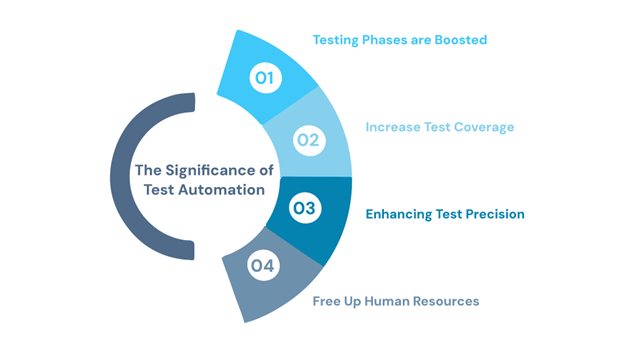 Testing Phases are Boosted
01
Increase Test Coverage
02
The Significance of
Test Automation
03
Enhancing Test Precision
04
Free Up Human Resources